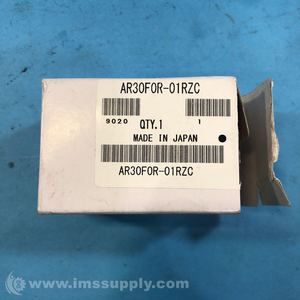 AR30F0R-01RZC
9020 QTY.1 1
MADE IN JAPAN
AR30F0R-01RZC
© www.imssupply.com